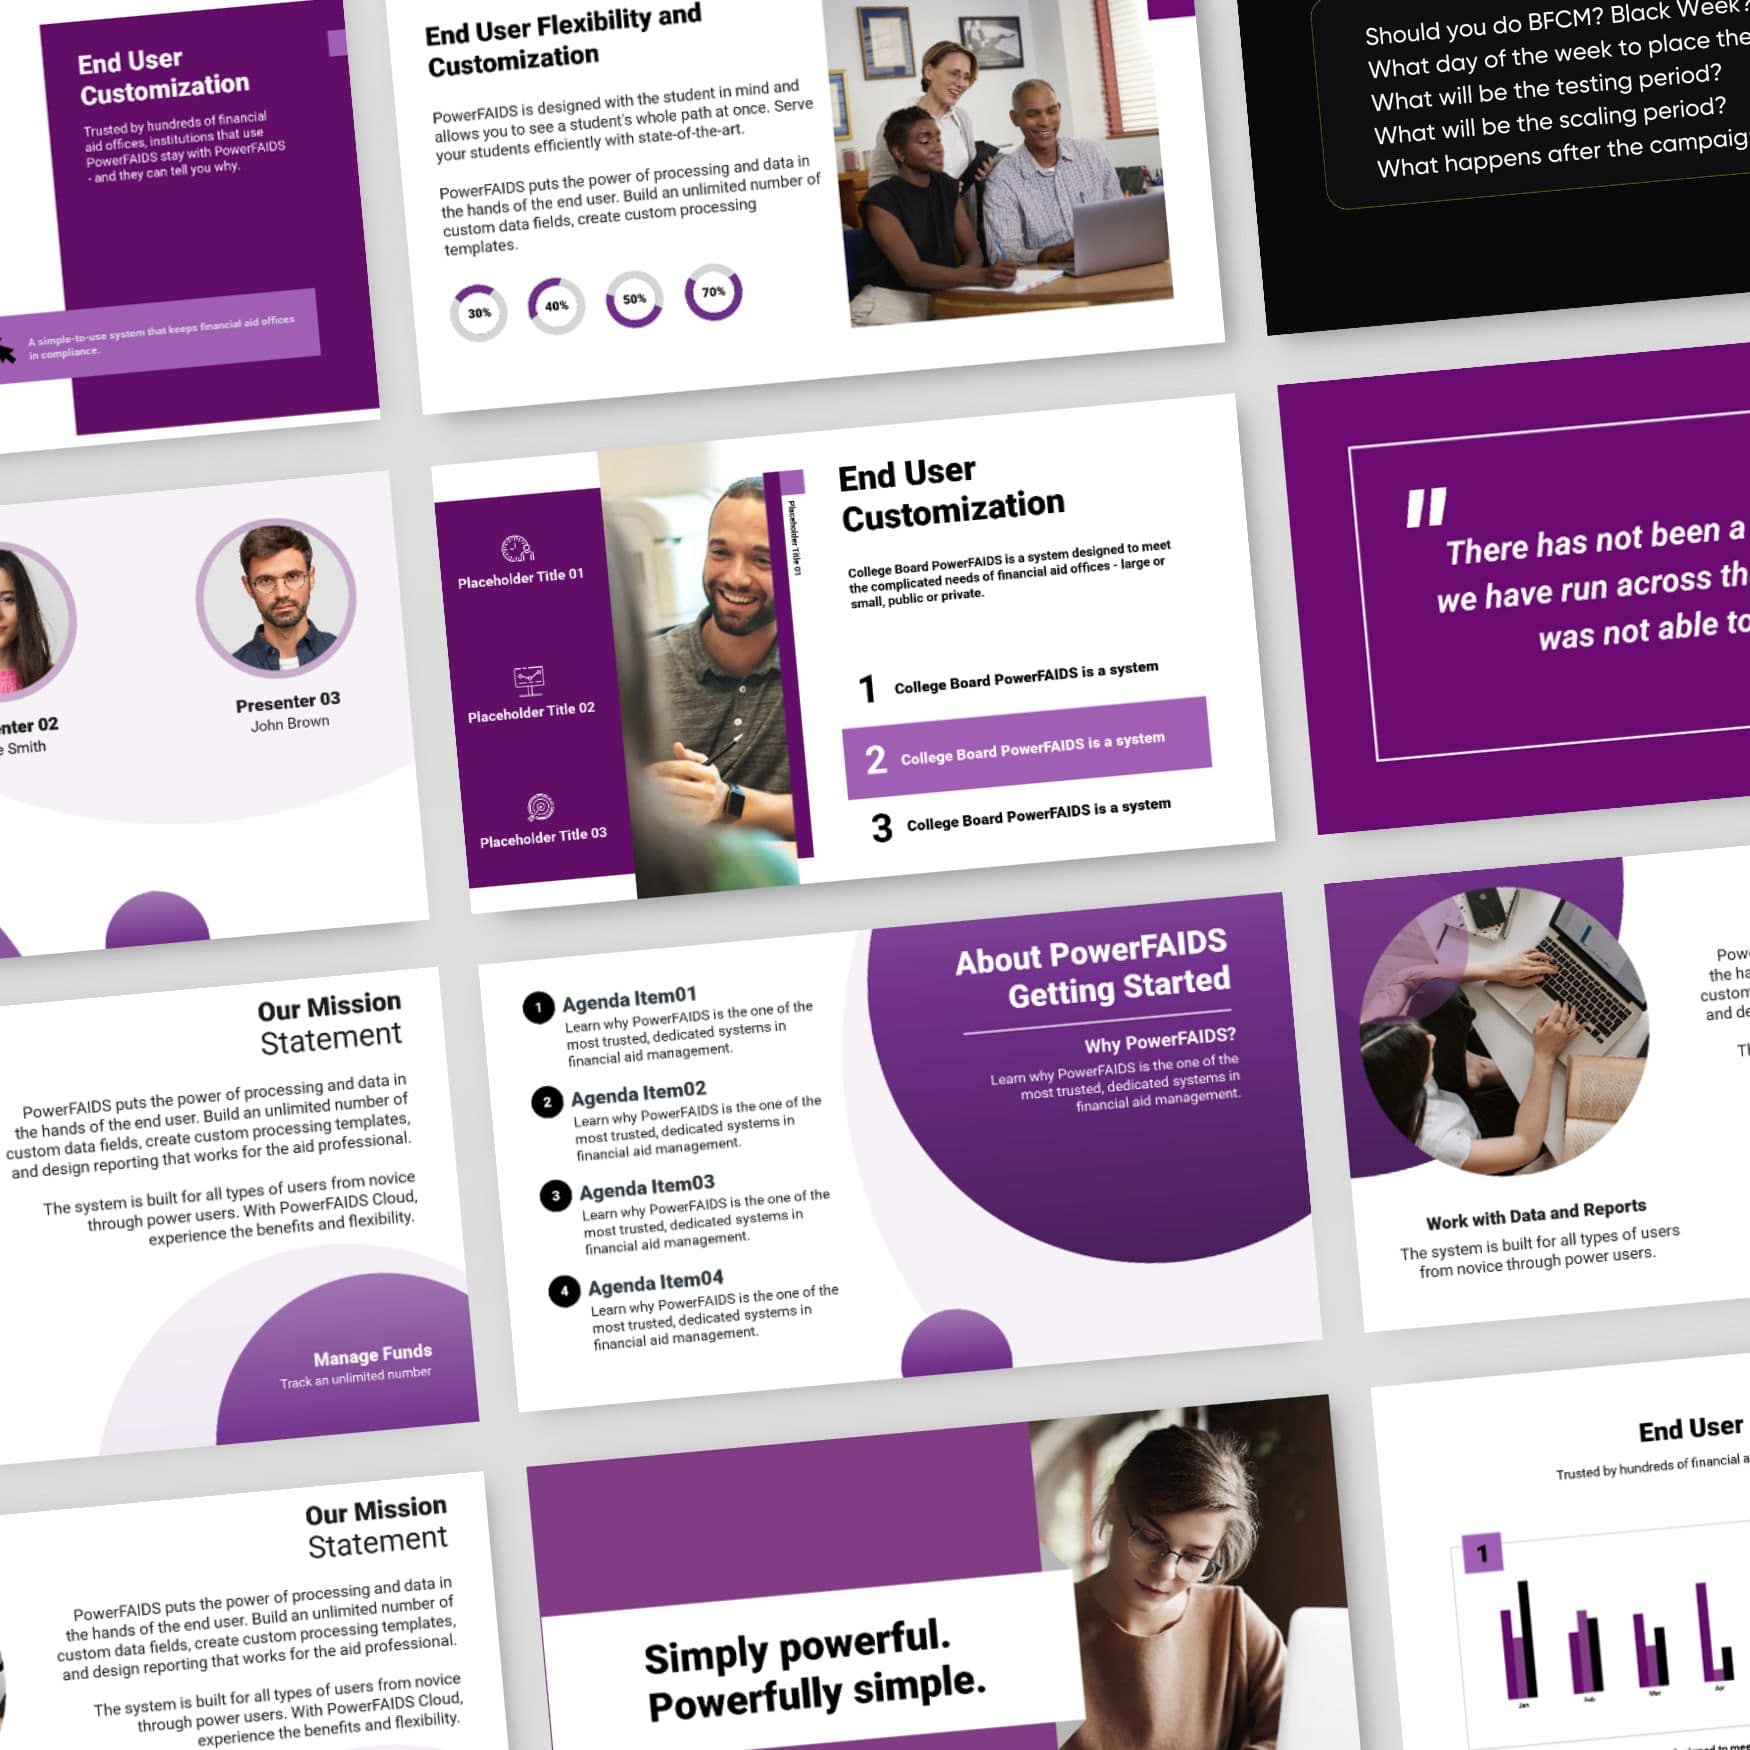 End User
Customization
Trusted by hundreds of financial
aid offices, institutions that use
PowerFAIDS stay with PowerFAIDS
- and they can tell you why.
A simple-to-use system that keeps financial aid offices
in compliance.
End User Flexibility and
Customization
PowerFAIDS is designed with the student in mind and
allows you to see a student's whole path at once. Serve
your students efficiently with state-of-the-art.
PowerFAIDS puts the power of processing and data in
the hands of the end user. Build an unlimited number of
custom data fields, create custom processing
templates.
30%
40%
50%
70%
Should you do BFCM? Black Week?
What day of the week to place the
What will be the testing period?
What will be the scaling period?
What happens after the campaig
nter 02
Smith
Presenter 03
John Brown
Placeholder Title 01
Placeholder Title 02
Placeholder Title 03
Placeholder Title 01
End User
Customization
College Board PowerFAIDS is a system designed to meet
the complicated needs of financial aid offices - large or
small, public or private.
1 College Board PowerFAIDS is a system
2 College Board PowerFAIDS is a system
3 College Board PowerFAIDS is a system
"
There has not been a
we have run across th
was not able to
Our Mission
Statement
PowerFAIDS puts the power of processing and data in
the hands of the end user. Build an unlimited number of
custom data fields, create custom processing templates,
and design reporting that works for the aid professional.
The system is built for all types of users from novice
through power users. With PowerFAIDS Cloud,
experience the benefits and flexibility.
Manage Funds
Track an unlimited number
1 Agenda Item01
Learn why PowerFAIDS is the one of the
most trusted, dedicated systems in
financial aid management.
2 Agenda Item02
Learn why PowerFAIDS is the one of the
most trusted, dedicated systems in
financial aid management.
3 Agenda Item03
Learn why PowerFAIDS is the one of the
most trusted, dedicated systems in
financial aid management.
4 Agenda Item04
Learn why PowerFAIDS is the one of the
most trusted, dedicated systems in
financial aid management.
About PowerFAIDS
Getting Started
Why PowerFAIDS?
Learn why PowerFAIDS is the one of the
most trusted, dedicated systems in
financial aid management.
Pow
the ha
custom
and de
Work with Data and Reports
The system is built for all types of users
from novice through power users.
Our Mission
Statement
PowerFAIDS puts the power of processing and data in
the hands of the end user. Build an unlimited number of
custom data fields, create custom processing templates,
and design reporting that works for the aid professional.
The system is built for all types of users from novice
through power users. With PowerFAIDS Cloud,
experience the benefits and flexibility.
Simply powerful.
Powerfully simple.
End User
Trusted by hundreds of financial a
1
Jan
Feb
Mar
Apr